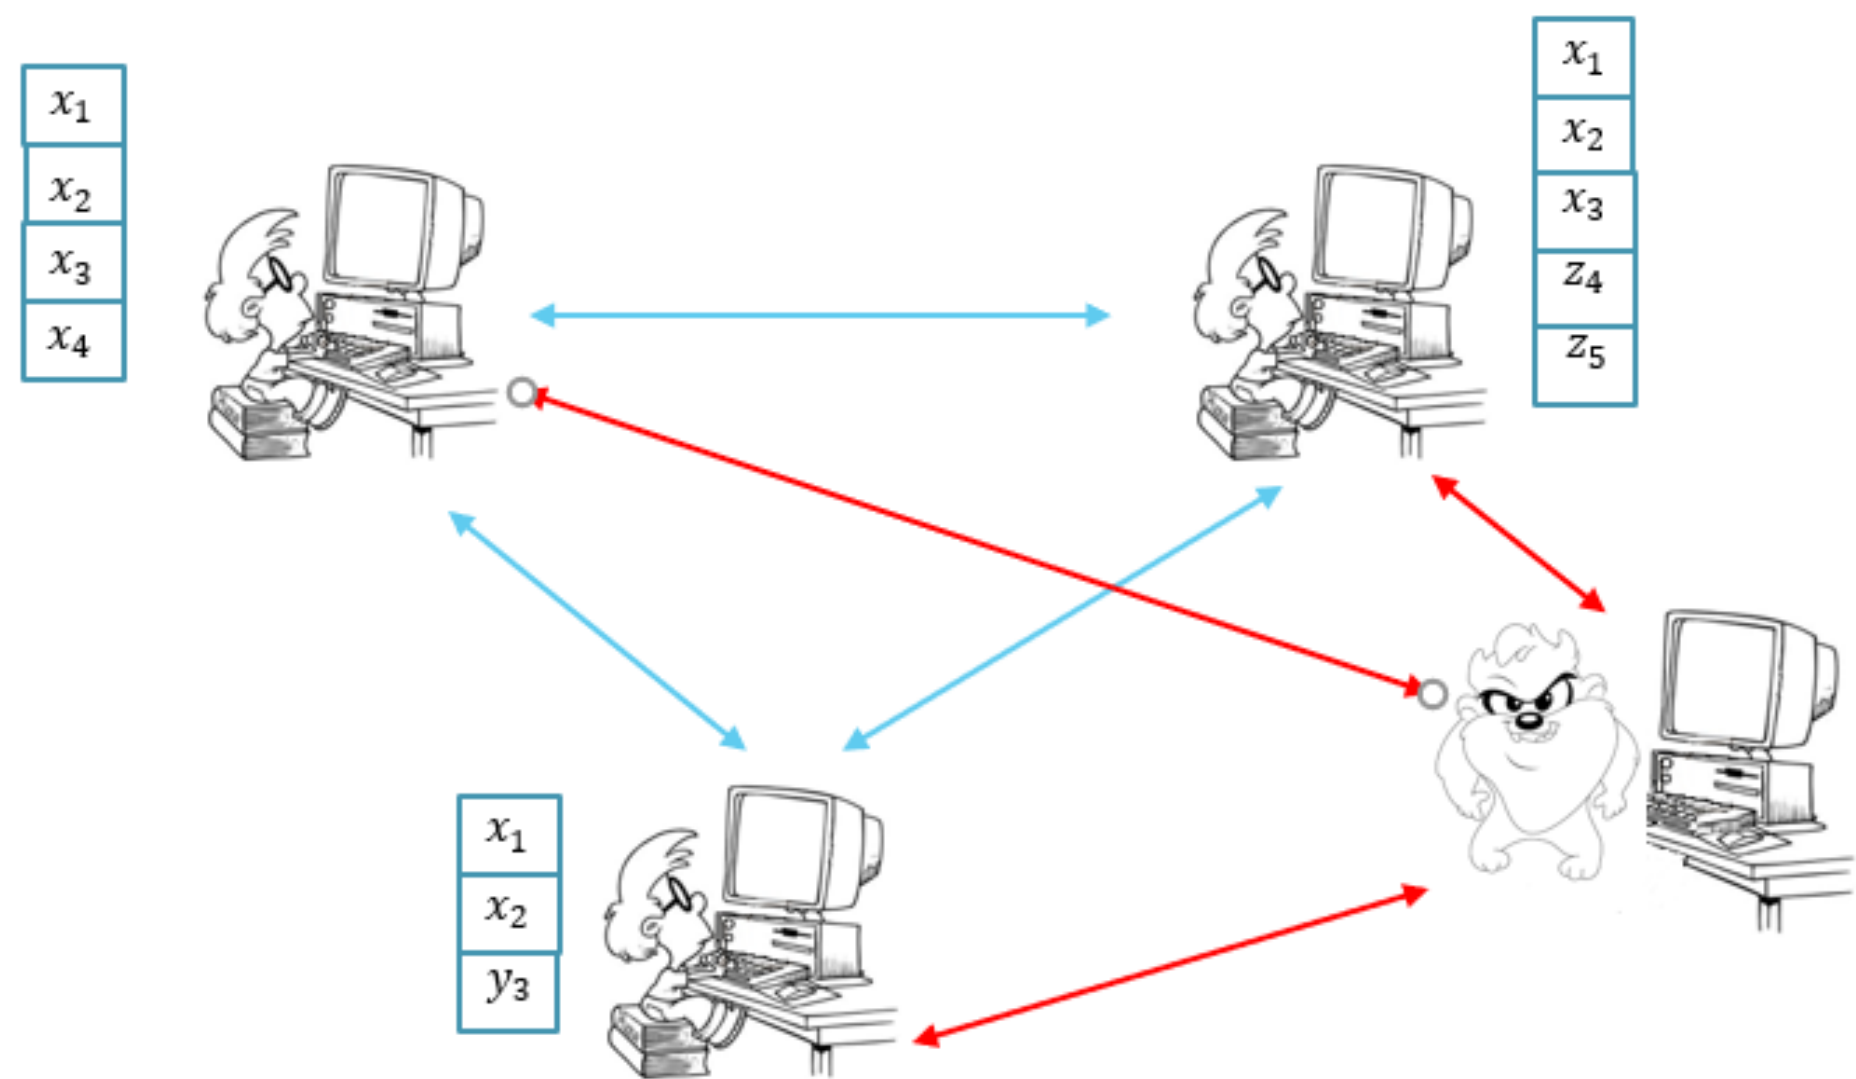 x₁
x₂
x₃
x₄
x₁
x₂
x₃
z₄
z₅
x₁
x₂
y₃